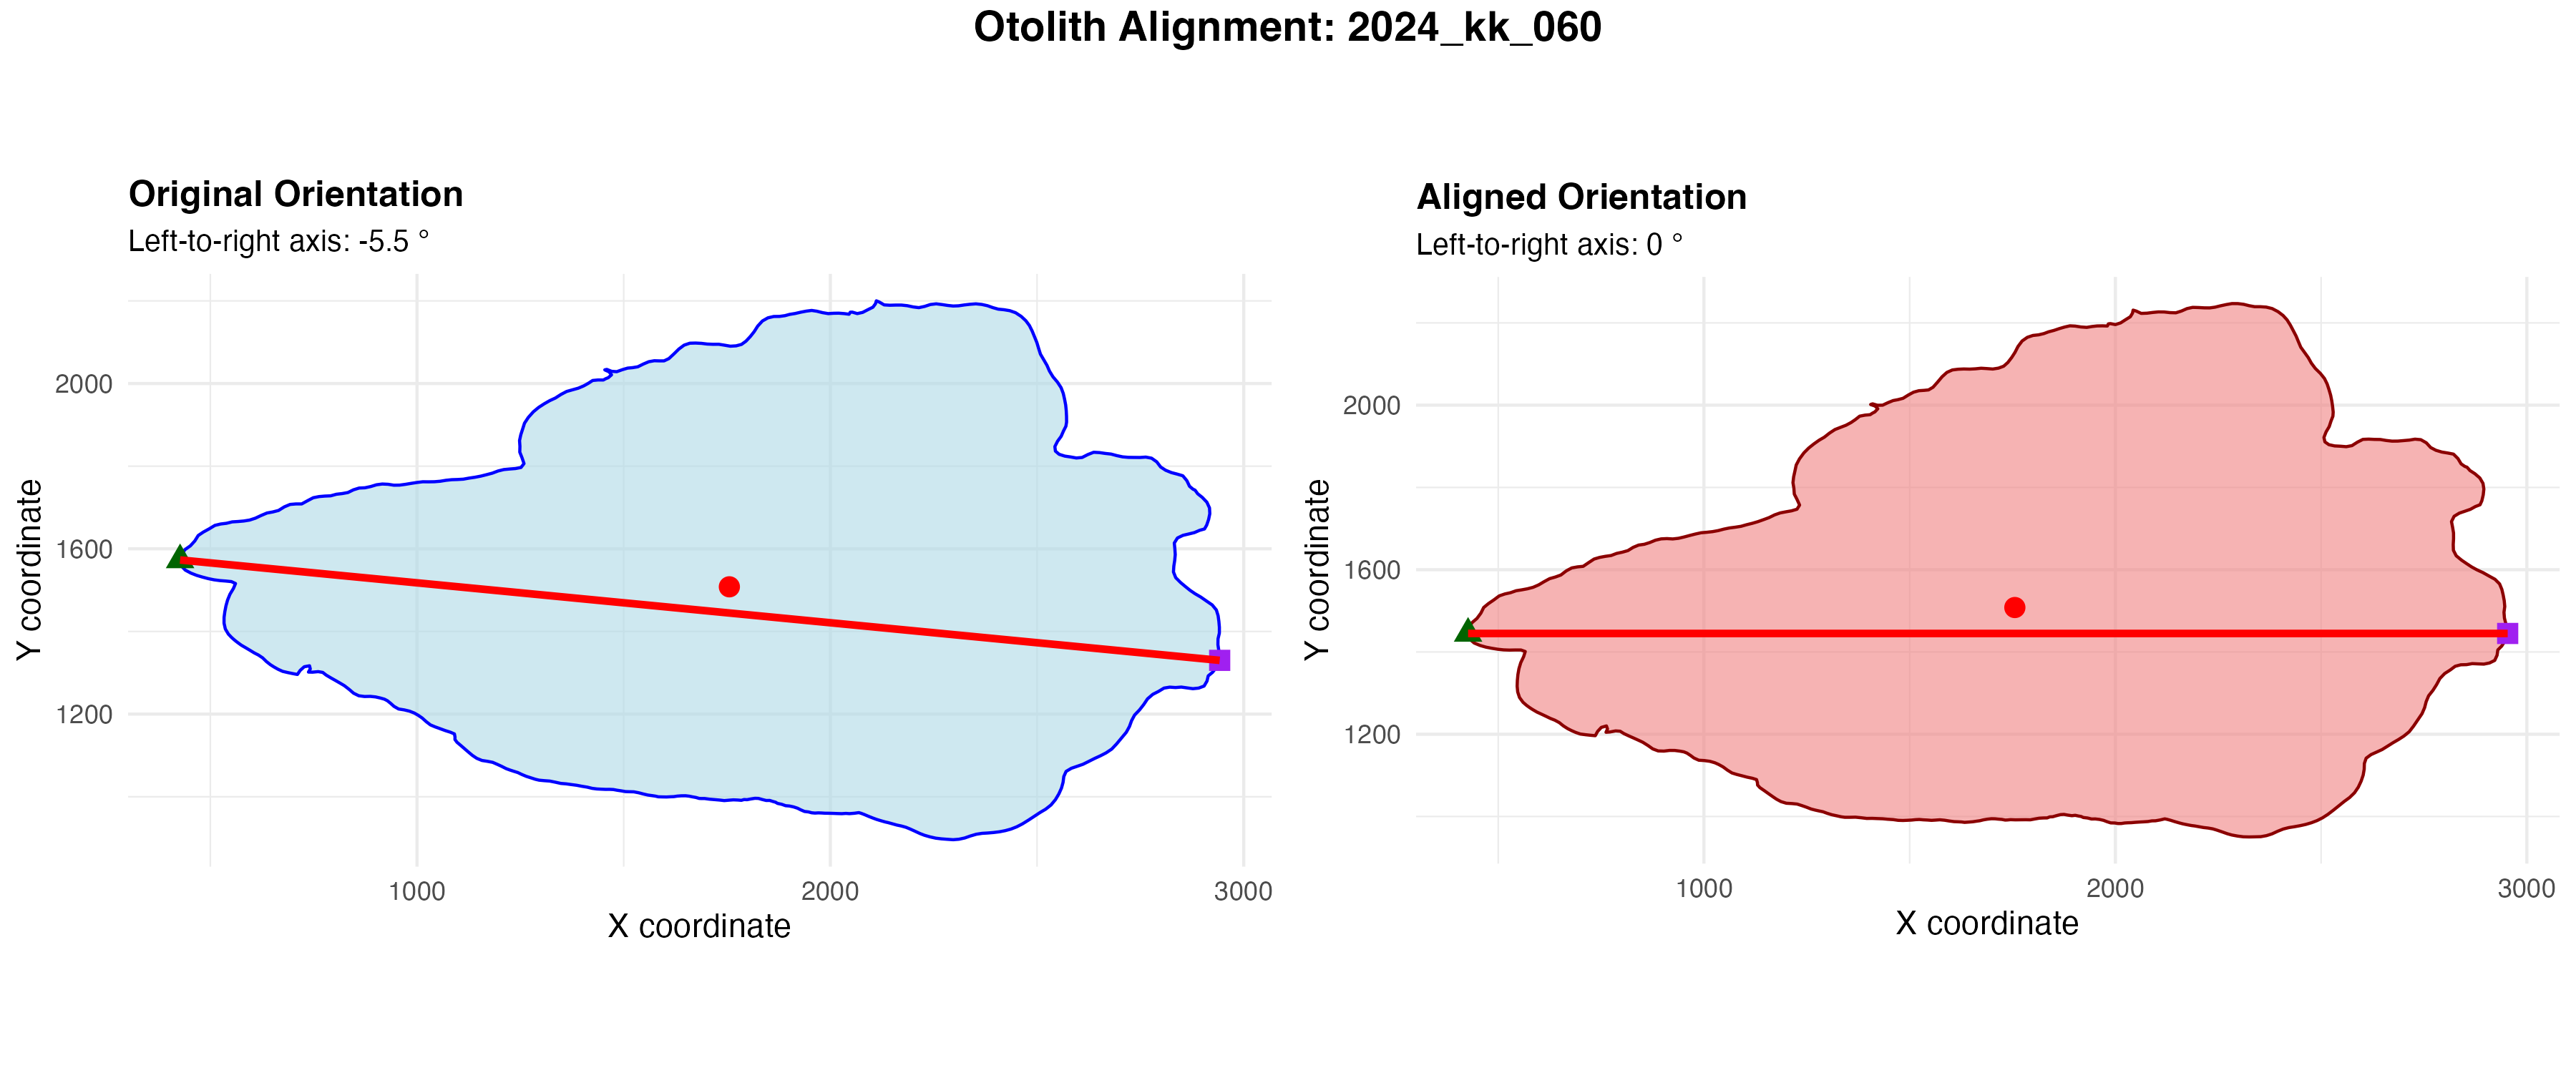 Otolith Alignment: 2024_kk_060
Original Orientation
Left-to-right axis: -5.5 °
Y coordinate
2000
1600
1200
1000
2000
3000
X coordinate
Aligned Orientation
Left-to-right axis: 0 °
Y coordinate
2000
1600
1200
1000
2000
3000
X coordinate